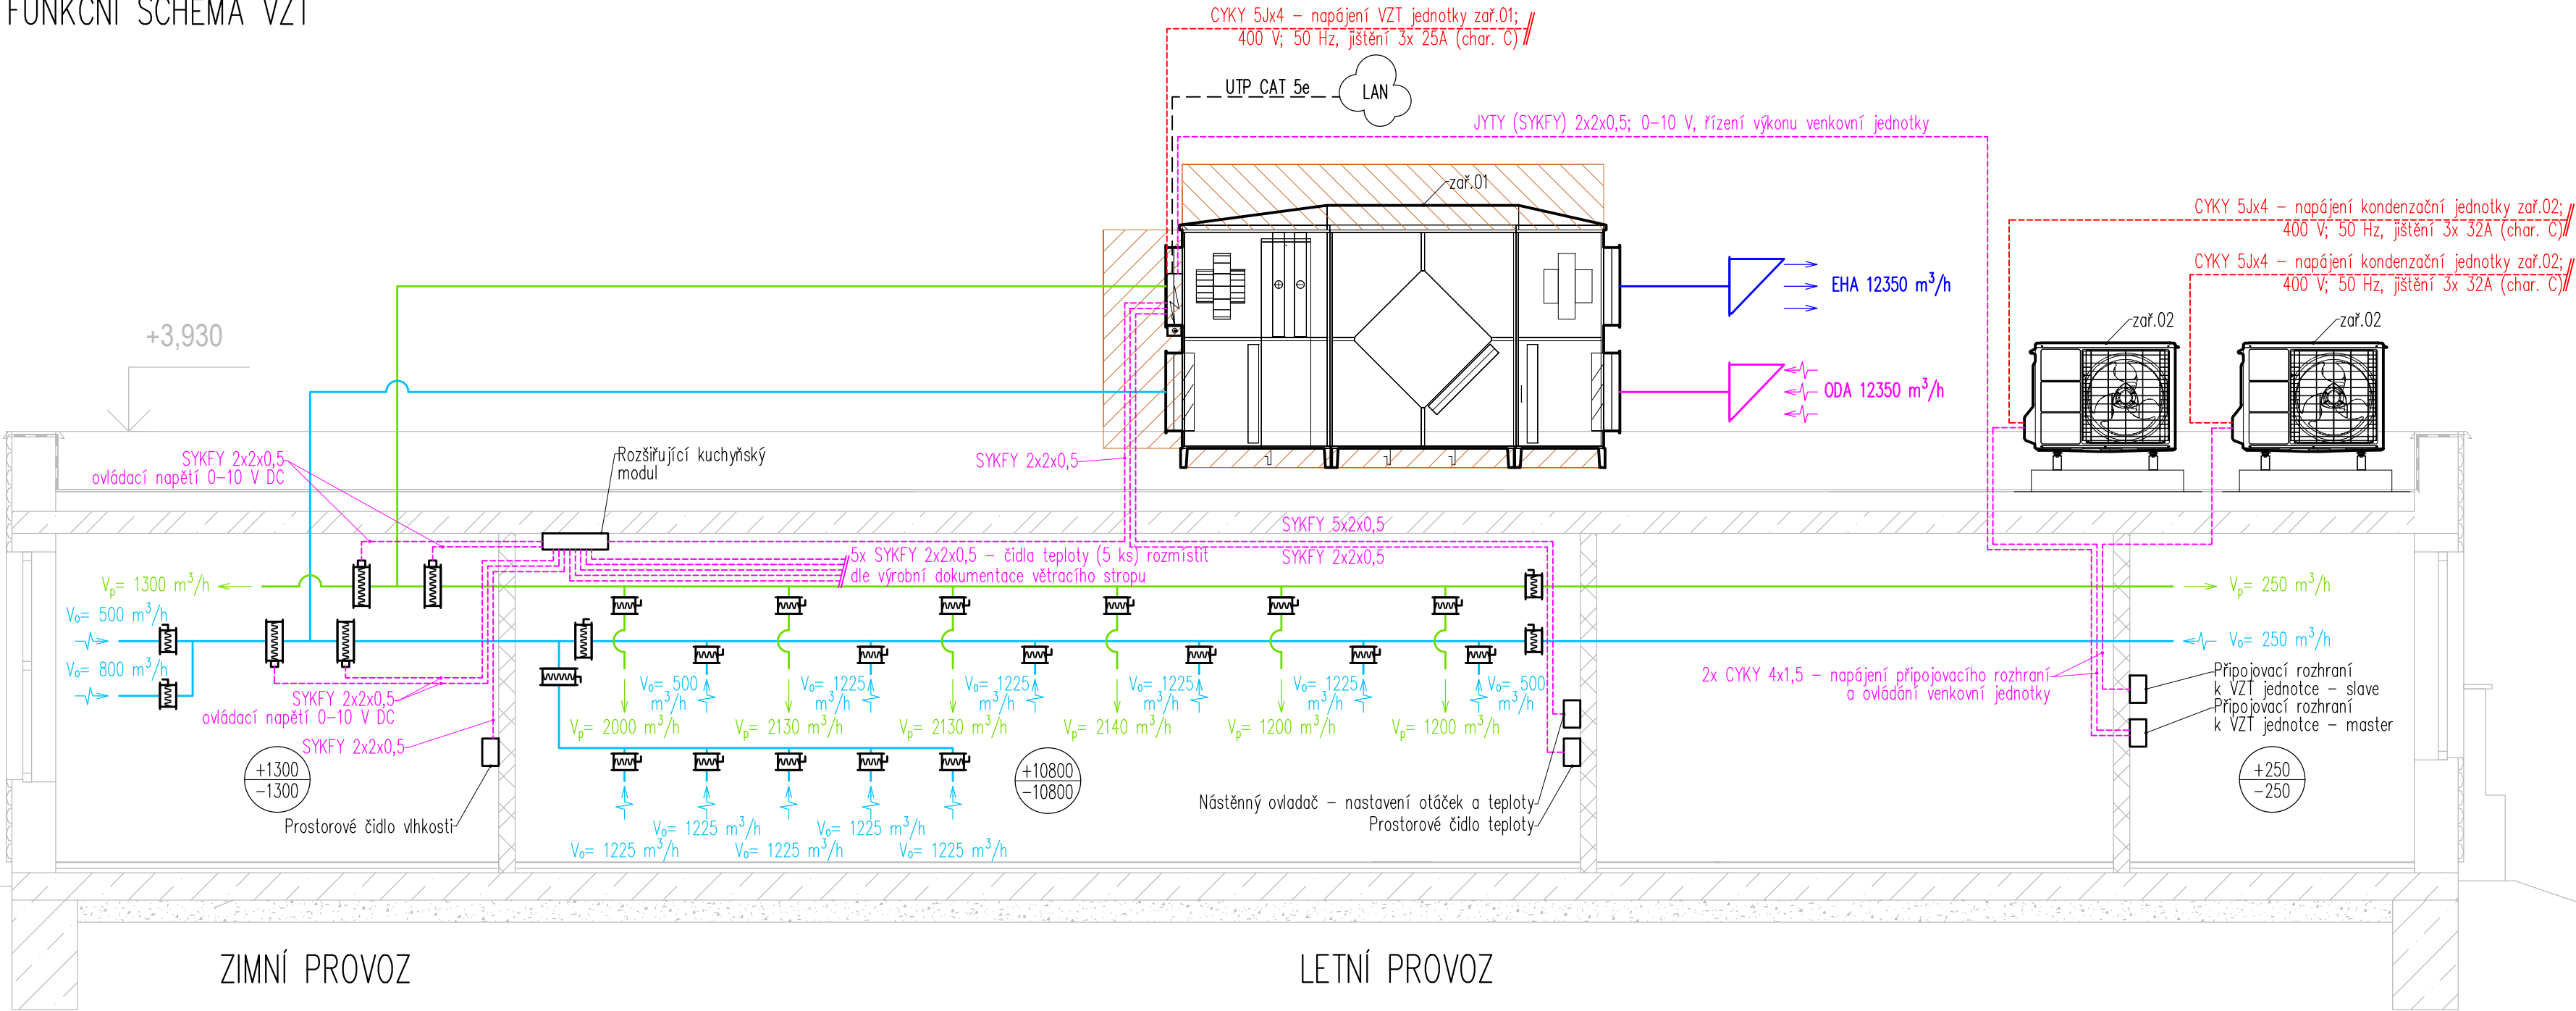 FUNKČNÍ SCHÉMA VZT
CYKY 5Jx4 – napájení VZT jednotky zař.01;
400 V; 50 Hz, jištění 3x 25A (char. C)
UTP CAT 5e
LAN
JYTY (SYKFY) 2x2x0,5; 0–10 V, řízení výkonu venkovní jednotky
zař.01
CYKY 5Jx4 – napájení kondenzační jednotky zař.02;
400 V; 50 Hz, jištění 3x 32A (char. C)
CYKY 5Jx4 – napájení kondenzační jednotky zař.02;
400 V; 50 Hz, jištění 3x 32A (char. C)
EHA 12350 m³/h
ODA 12350 m³/h
zař.02
zař.02
+3,930
SYKFY 2x2x0,5
ovládací napětí 0–10 V DC
Rozšiřující kuchyňský
modul
SYKFY 2x2x0,5
SYKFY 5x2x0,5
SYKFY 2x2x0,5
5x SYKFY 2x2x0,5 – čidla teploty (5 ks) rozmístit
dle výrobní dokumentace větracího stropu
Vp= 1300 m³/h
Vp= 250 m³/h
Vo= 500 m³/h
Vo= 250 m³/h
Vo= 800 m³/h
SYKFY 2x2x0,5
ovládací napětí 0–10 V DC
SYKFY 2x2x0,5
Vo= 500
m³/h
Vo= 1225
m³/h
Vo= 1225
m³/h
Vo= 1225
m³/h
Vo= 1225
m³/h
Vo= 500
m³/h
Vp= 2000 m³/h
Vp= 2130 m³/h
Vp= 2130 m³/h
Vp= 2140 m³/h
Vp= 1200 m³/h
Vp= 1200 m³/h
2x CYKY 4x1,5 – napájení připojovacího rozhraní
a ovládání venkovní jednotky
Připojovací rozhraní
k VZT jednotce – slave
Připojovací rozhraní
k VZT jednotce – master
+1300
–1300
+10800
–10800
+250
–250
Prostorové čidlo vlhkosti
Nástěnný ovladač – nastavení otáček a teploty
Prostorové čidlo teploty
Vo= 1225 m³/h
Vo= 1225 m³/h
Vo= 1225 m³/h
Vo= 1225 m³/h
Vo= 1225 m³/h
ZIMNÍ PROVOZ
LETNÍ PROVOZ